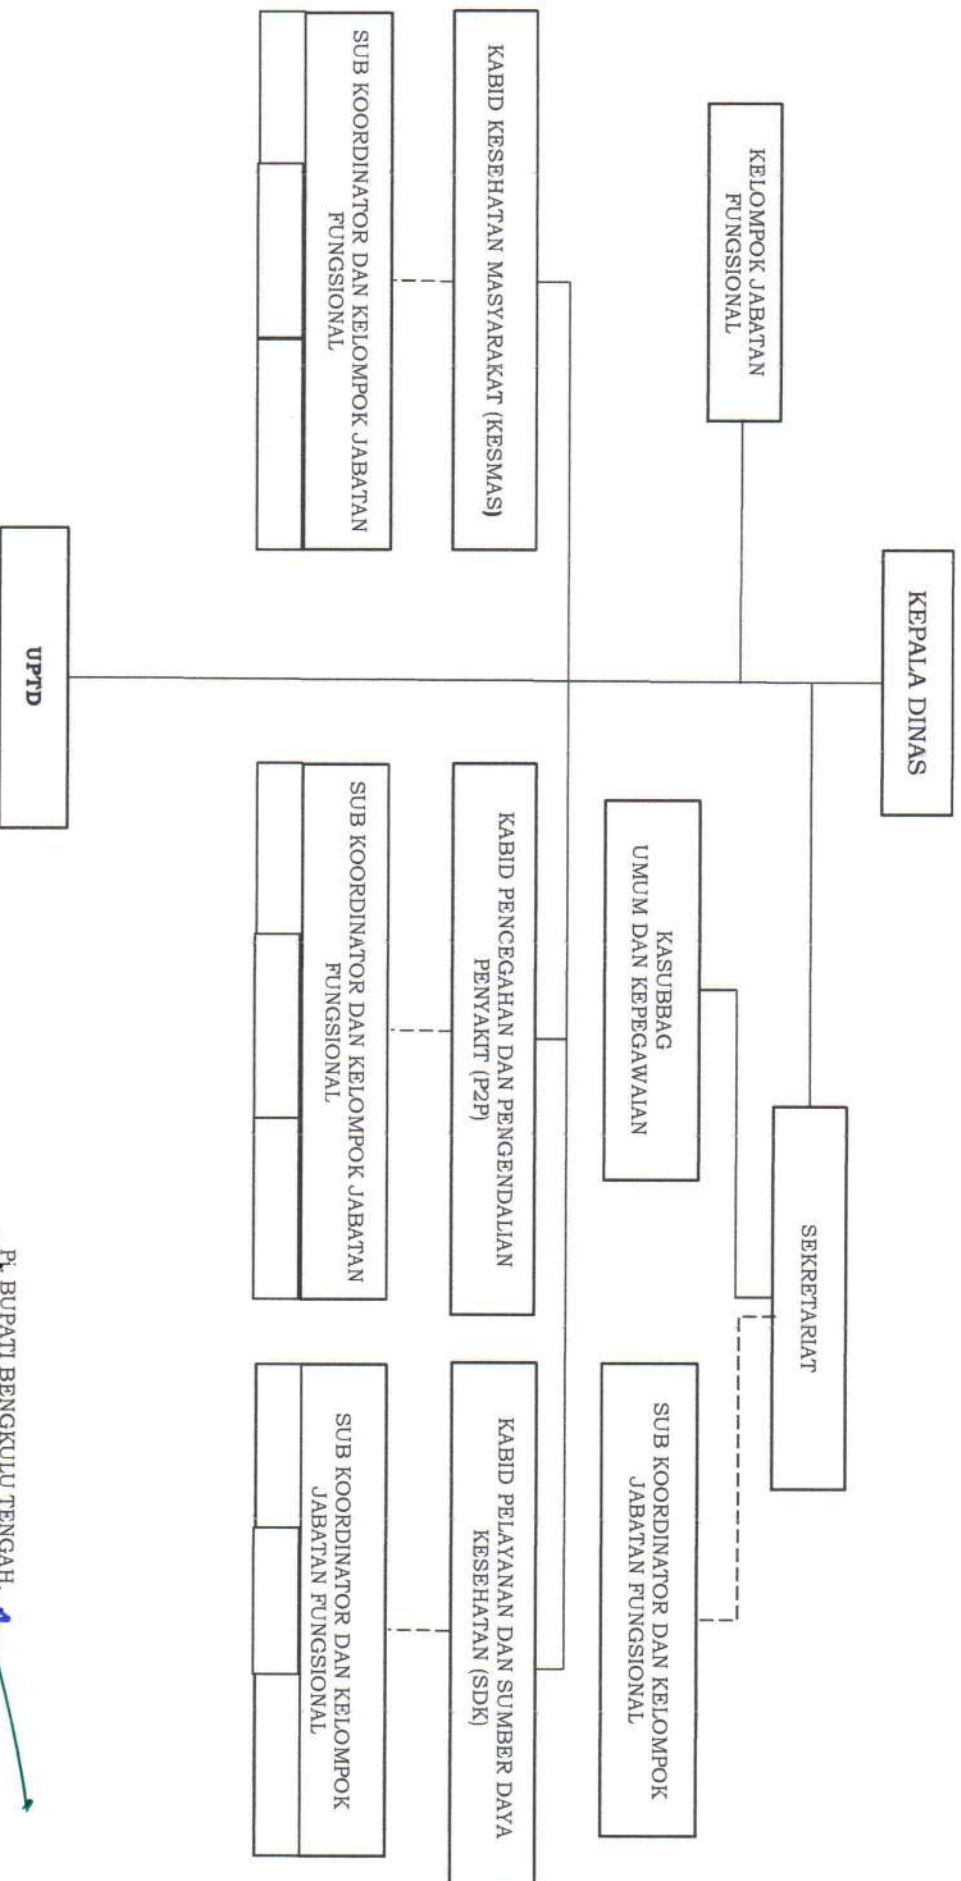 KEPALA DINAS
SEKRETARIAT
KELOMPOK JABATAN
FUNGSIONAL
KASUBBAG
UMUM DAN KEPEGAWAIAN
SUB KOORDINATOR DAN KELOMPOK
JABATAN FUNGSIONAL
KABID KESEHATAN MASYARAKAT (KESMAS)
KABID PENCEGAHAN DAN PENGENDALIAN
PENYAKIT (P2P)
KABID PELAYANAN DAN SUMBER DAYA
KESEHATAN (SDK)
SUB KOORDINATOR DAN KELOMPOK JABATAN
FUNGSIONAL
SUB KOORDINATOR DAN KELOMPOK JABATAN
FUNGSIONAL
SUB KOORDINATOR DAN KELOMPOK
JABATAN FUNGSIONAL
UPTD
Pj. BUPATI BENGKULU TENGAH,